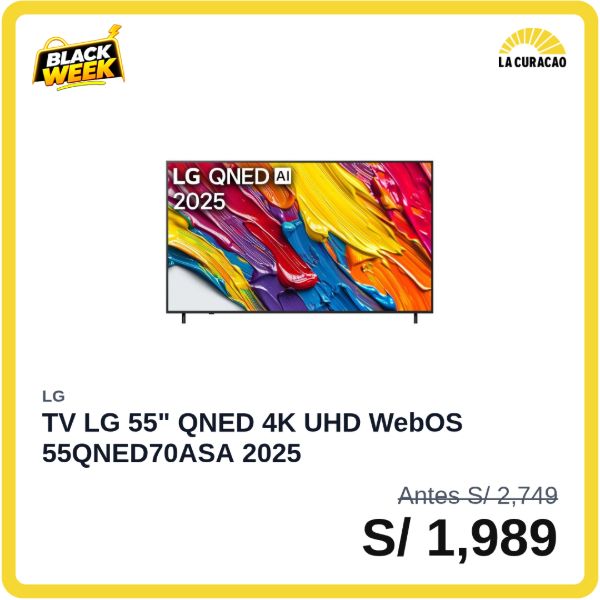 BLACK
WEEK
LA CURACAO
LG QNED AI
2025
LG
TV LG 55" QNED 4K UHD WebOS
55QNED70ASA 2025
Antes S/ 2,749
S/ 1,989